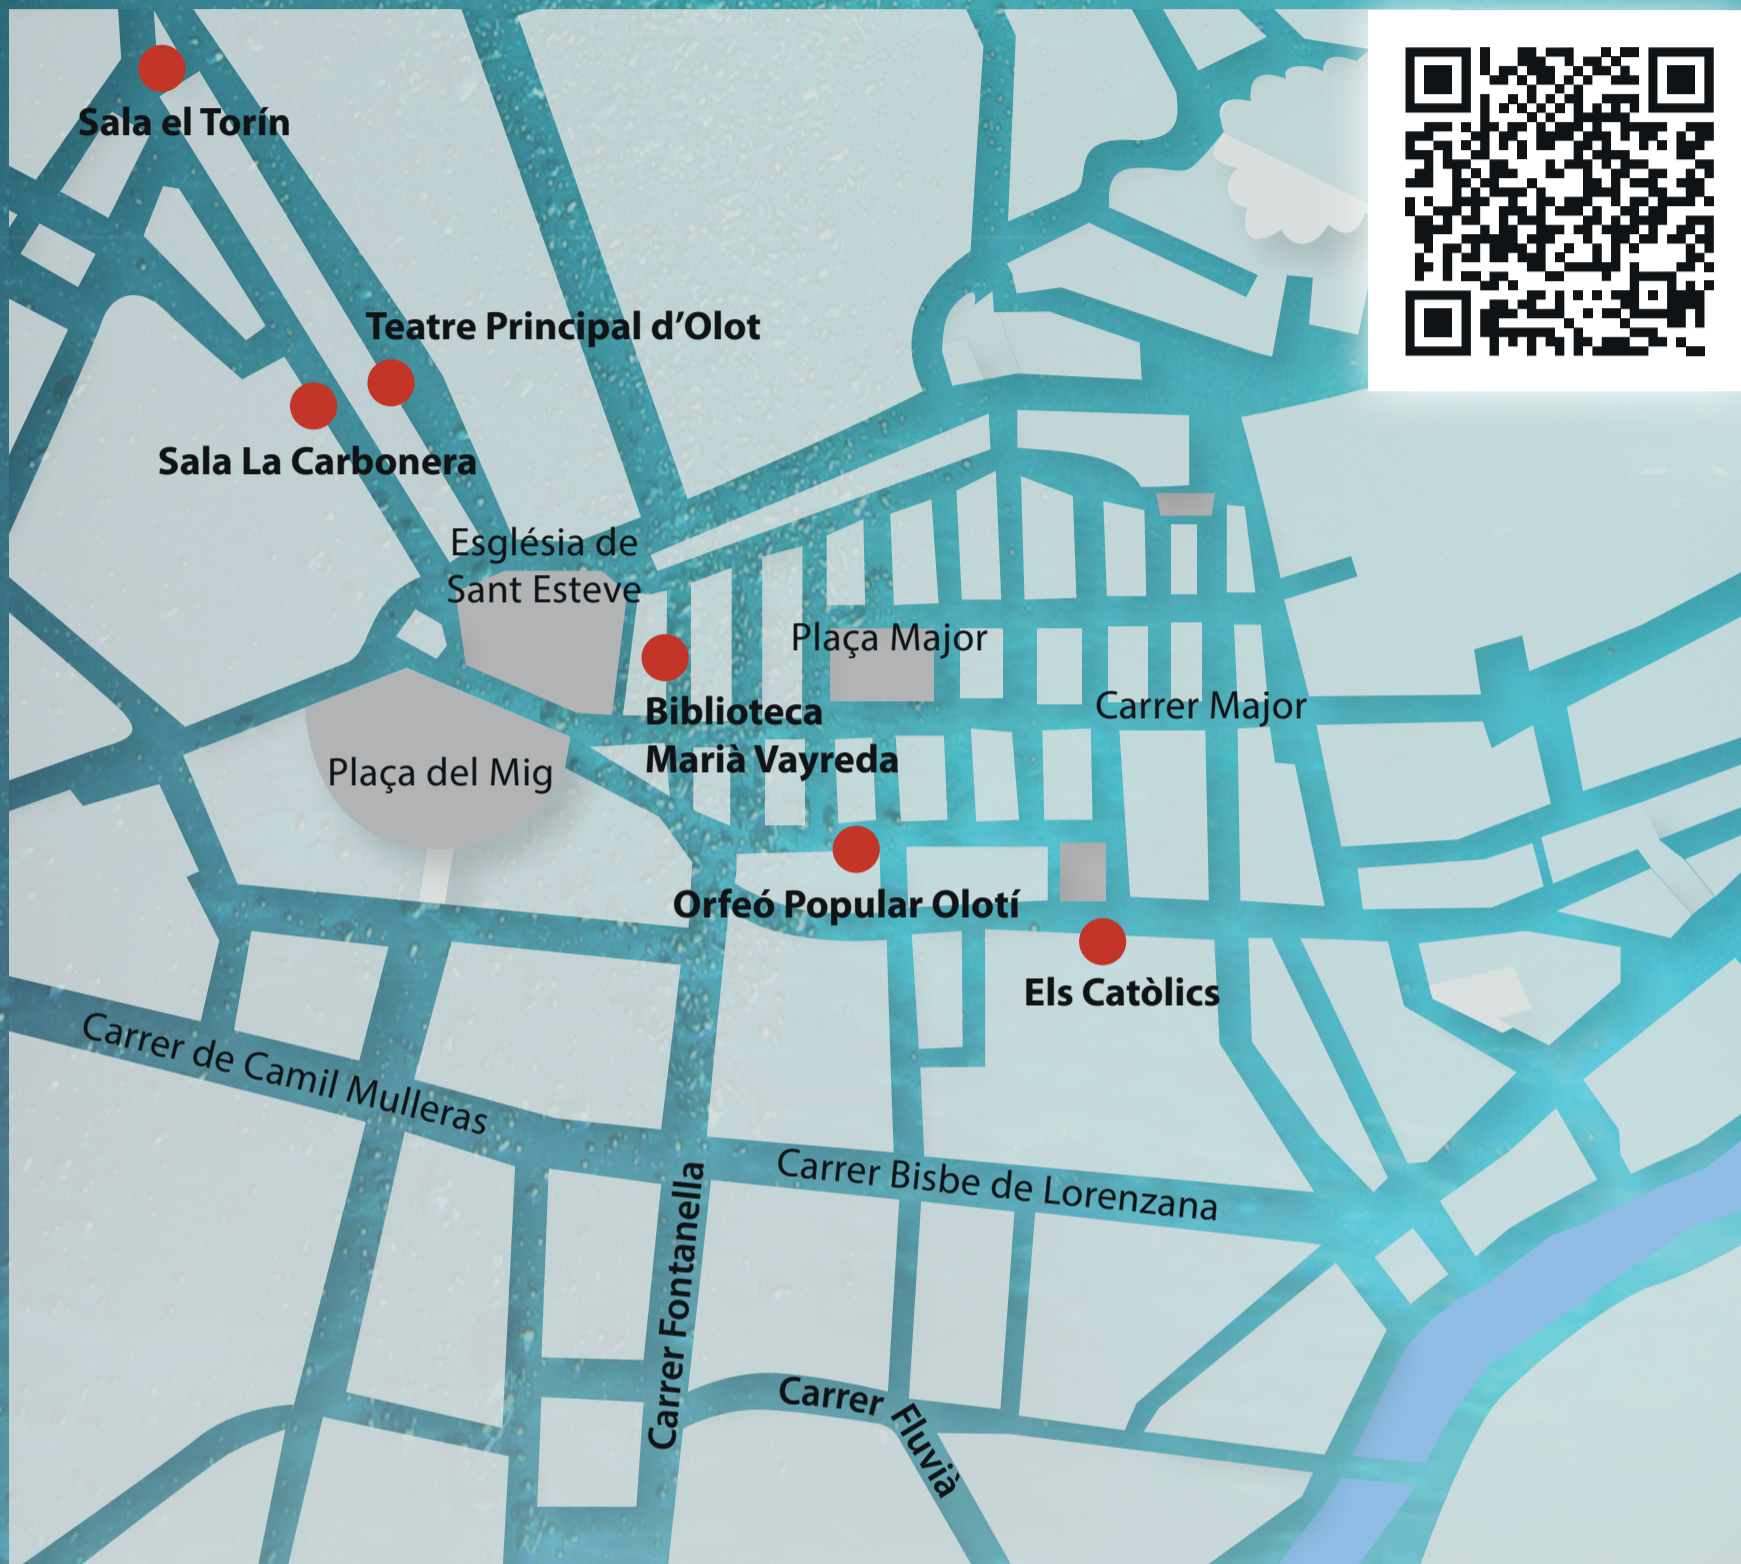 Sala el Torín
Teatre Principal d’Olot
Sala La Carbonera
Església de
Sant Esteve
Plaça Major
Carrer Major
Biblioteca
Marià Vayreda
Plaça del Mig
Orfeó Popular Olotí
Els Catòlics
Carrer de Camil Mulleras
Carrer Bisbe de Lorenzana
Carrer Fontanella
Carrer Fluvià